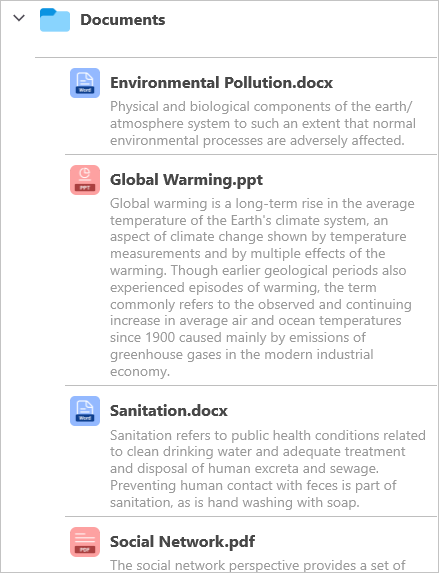 Documents
Environmental Pollution.docx
Word
Physical and biological components of the earth/
atmosphere system to such an extent that normal
environmental processes are adversely affected.
Global Warming.ppt
PPT
Global warming is a long-term rise in the average
temperature of the Earth's climate system, an
aspect of climate change shown by temperature
measurements and by multiple effects of the
warming. Though earlier geological periods also
experienced episodes of warming, the term
commonly refers to the observed and continuing
increase in average air and ocean temperatures
since 1900 caused mainly by emissions of
greenhouse gases in the modern industrial
economy.
Sanitation.docx
Word
Sanitation refers to public health conditions related
to clean drinking water and adequate treatment
and disposal of human excreta and sewage.
Preventing human contact with feces is part of
sanitation, as is hand washing with soap.
Social Network.pdf
PDF
The social network perspective provides a set of